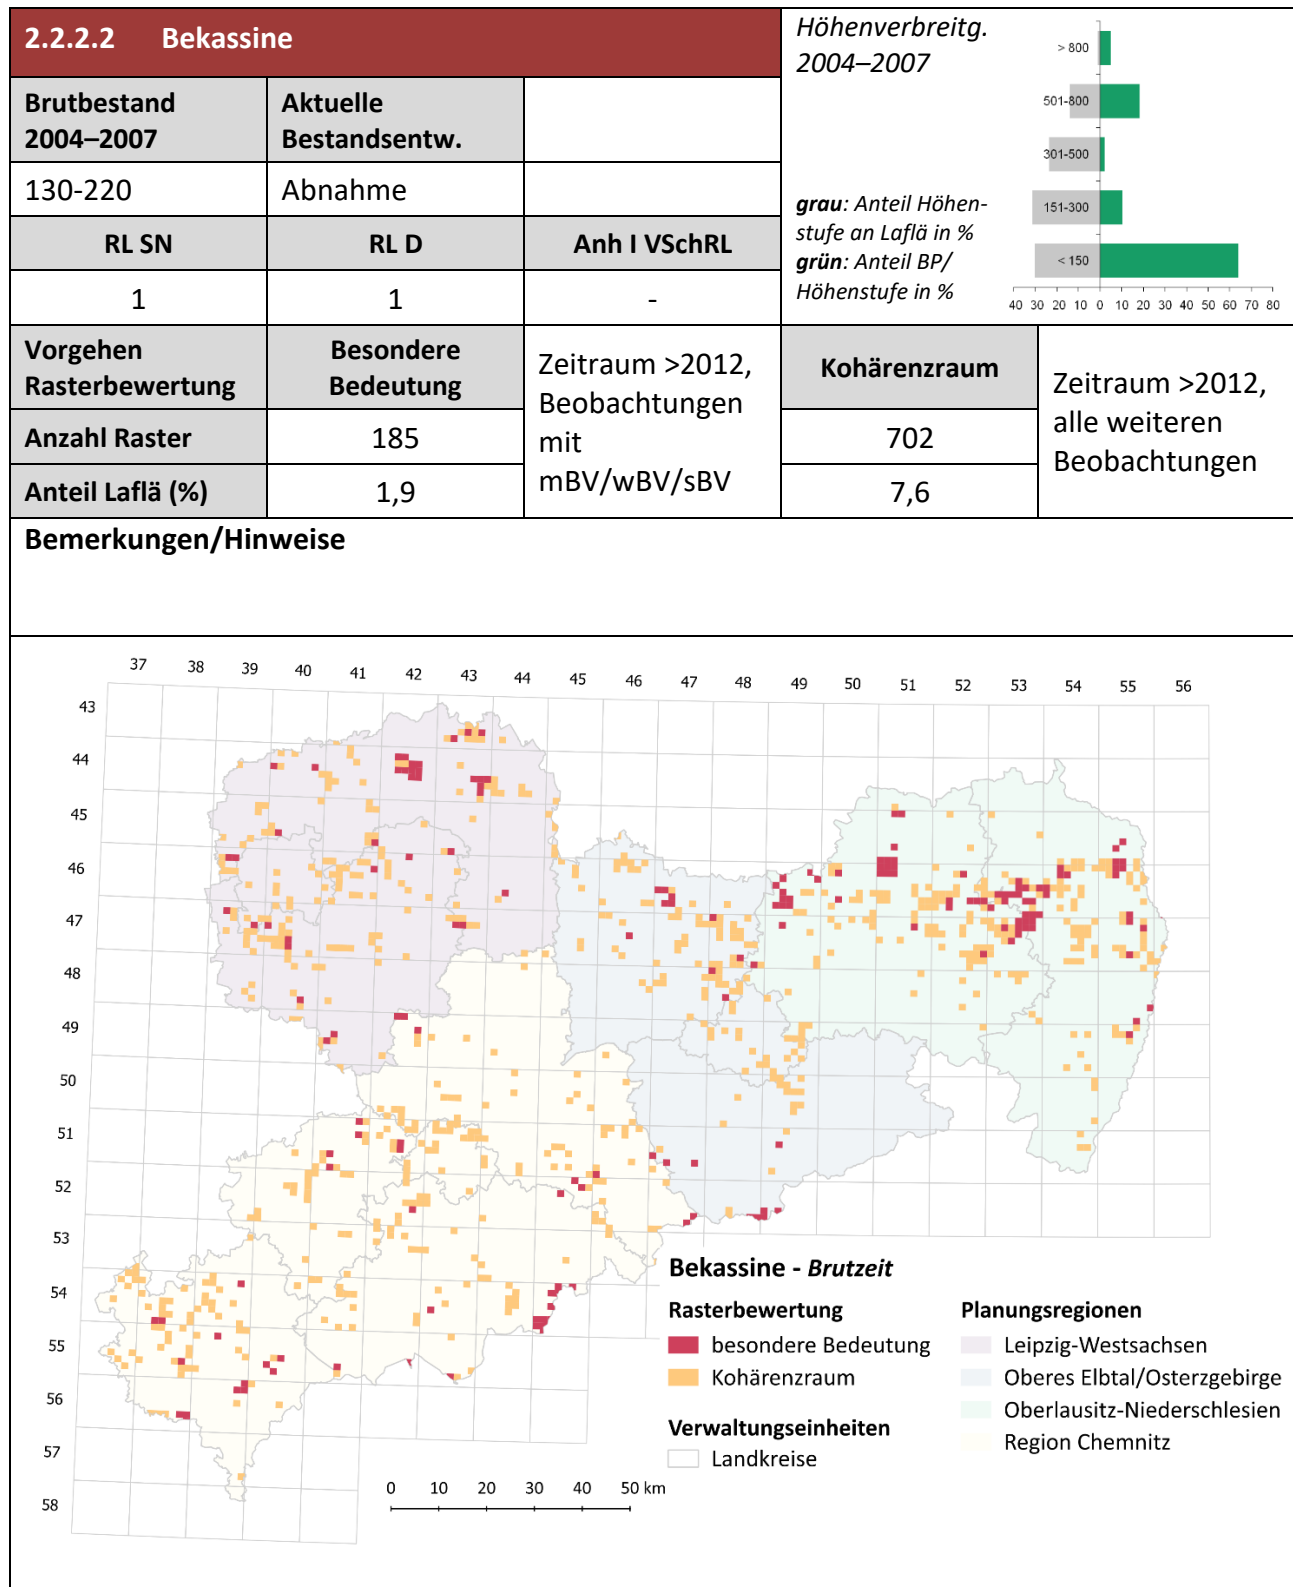 2.2.2.2 Bekassine
Höhenverbreitg.
2004–2007
> 800
501-800
301-500
151-300
< 150
40 30 20 10 0 10 20 30 40 50 60 70 80
grau: Anteil Höhen-
stufe an Laflä in %
grün: Anteil BP/
Höhenstufe in %
Brutbestand
2004–2007
Aktuelle
Bestandsentw.
130-220
Abnahme
RL SN
RL D
Anh I VSchRL
1
1
-
Vorgehen
Rasterbewertung
Besondere
Bedeutung
Zeitraum >2012,
Beobachtungen
mit
mBV/wBV/sBV
Kohärenzraum
Zeitraum >2012,
alle weiteren
Beobachtungen
Anzahl Raster
185
702
Anteil Laflä (%)
1,9
7,6
Bemerkungen/Hinweise
37 38 39 40 41 42 43 44 45 46 47 48 49 50 51 52 53 54 55 56
43
44
45
46
47
48
49
50
51
52
53
54
55
56
57
58
Bekassine - Brutzeit
Rasterbewertung
besondere Bedeutung
Kohärenzraum
Verwaltungseinheiten
Landkreise
Planungsregionen
Leipzig-Westsachsen
Oberes Elbtal/Osterzgebirge
Oberlausitz-Niederschlesien
Region Chemnitz
0 10 20 30 40 50 km